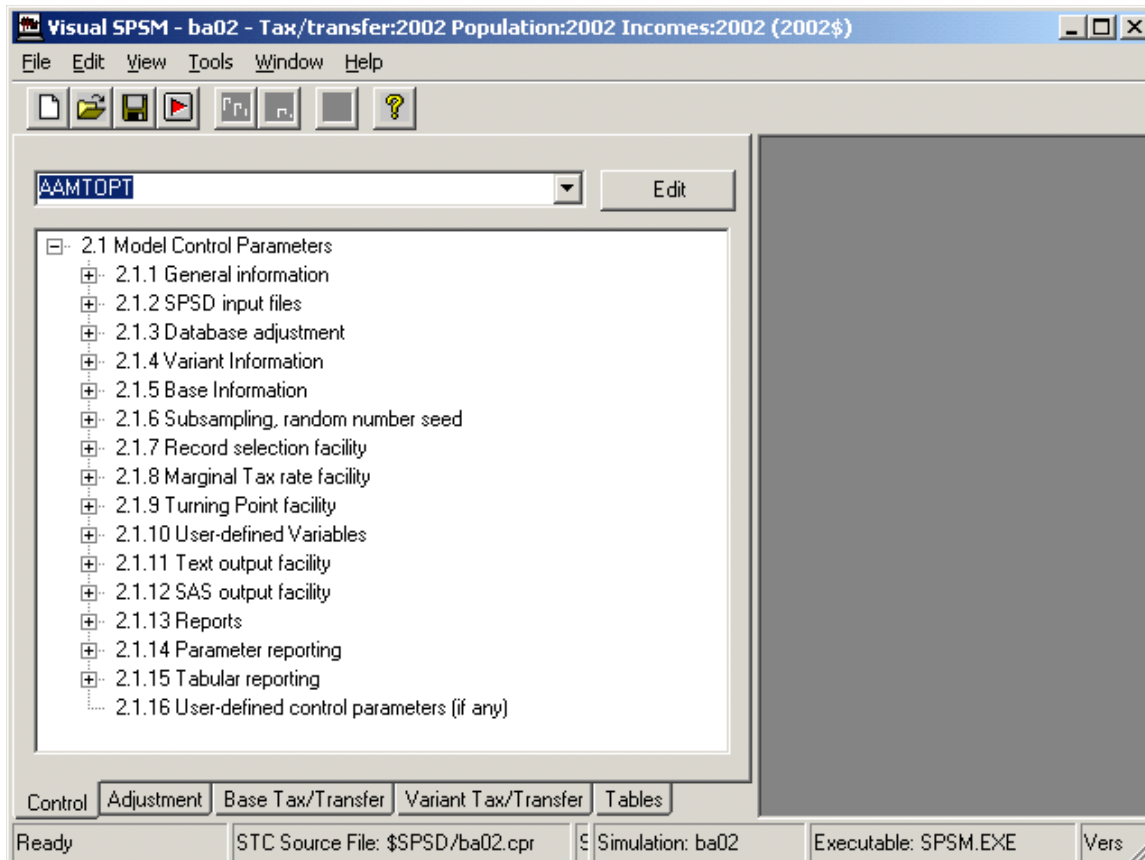 Visual SPSM - ba02 - Tax/transfer:2002 Population:2002 Incomes:2002 (2002$)
File Edit View Tools Window Help
AAMTOPT Edit
2.1 Model Control Parameters
2.1.1 General information
2.1.2 SPSD input files
2.1.3 Database adjustment
2.1.4 Variant Information
2.1.5 Base Information
2.1.6 Subsampling, random number seed
2.1.7 Record selection facility
2.1.8 Marginal Tax rate facility
2.1.9 Turning Point facility
2.1.10 User-defined Variables
2.1.11 Text output facility
2.1.12 SAS output facility
2.1.13 Reports
2.1.14 Parameter reporting
2.1.15 Tabular reporting
2.1.16 User-defined control parameters (if any)
Control Adjustment Base Tax/Transfer Variant Tax/Transfer Tables
Ready STC Source File: $SPSD/ba02.cpr Simulation: ba02 Executable: SPSM.EXE Vers